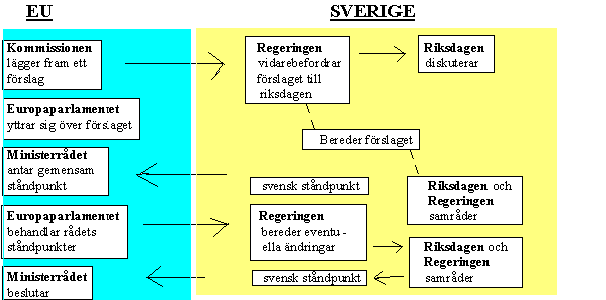 EU
SVERIGE
Kommissionen
lägger fram ett
förslag
Europaparlamentet
yttrar sig över förslaget
Ministerrådet
antar gemensam
ståndpunkt
Europaparlamentet
behandlar rådets
ståndpunkter
Ministerrådet
beslutar
Regeringen
vidarebefordrar
förslaget till
riksdagen
Riksdagen
diskuterar
Bereder förslaget
svensk ståndpunkt
Riksdagen och
Regeringen
samråder
Regeringen
bereder eventu-
ella ändringar
Riksdagen och
Regeringen
samråder
svensk ståndpunkt